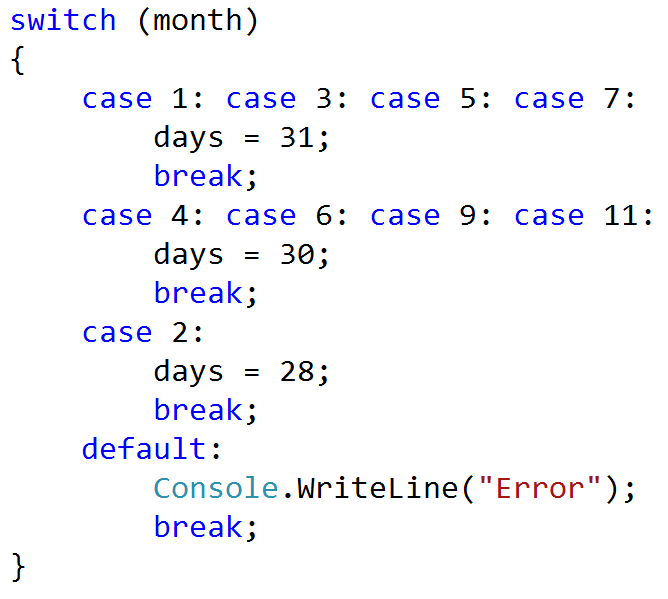 switch (month)
{
    case 1: case 3: case 5: case 7:
        days = 31;
        break;
    case 4: case 6: case 9: case 11:
        days = 30;
        break;
    case 2:
        days = 28;
        break;
    default:
        Console.WriteLine("Error");
        break;
}